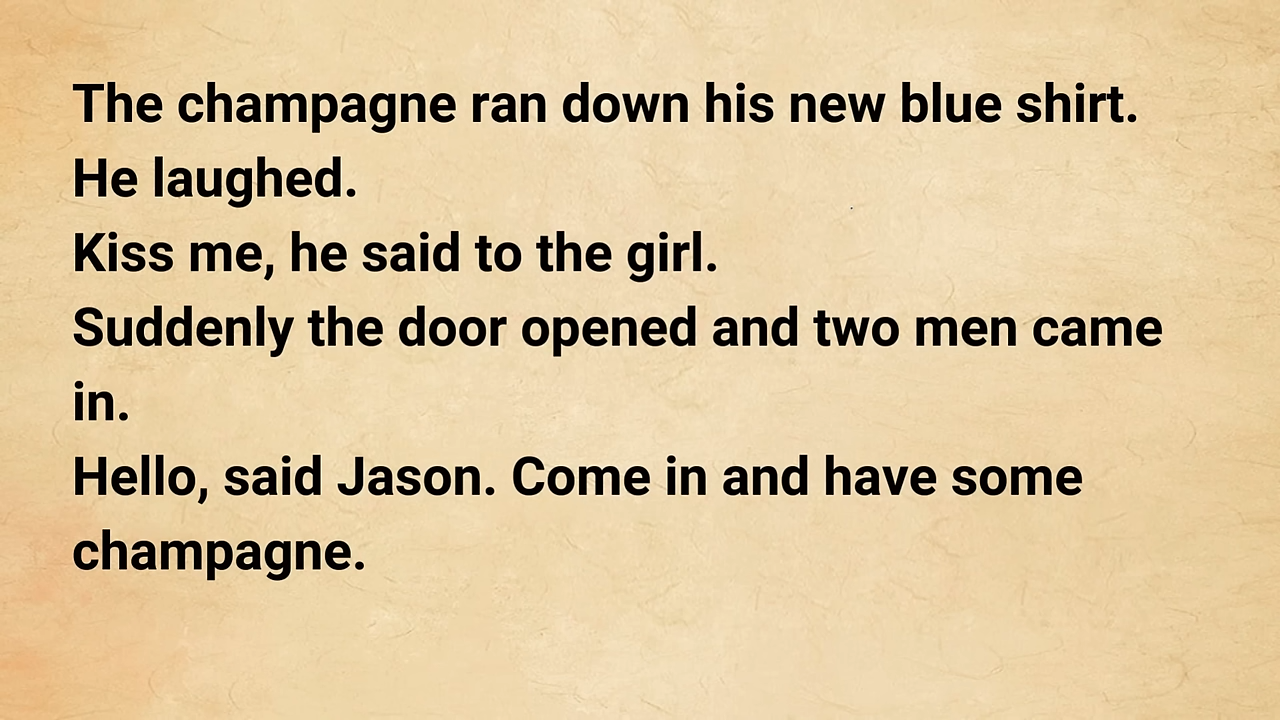 The champagne ran down his new blue shirt.
He laughed.
Kiss me, he said to the girl.
Suddenly the door opened and two men came
in.
Hello, said Jason. Come in and have some
champagne.